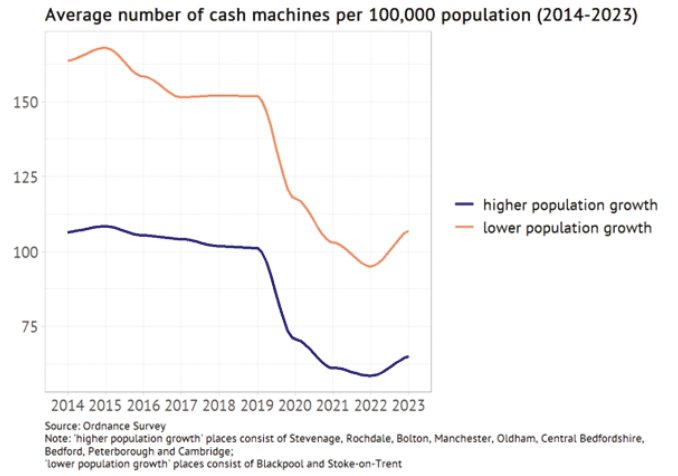 Average number of cash machines per 100,000 population (2014-2023)
150
125
100
75
higher population growth
lower population growth
2014 2015 2016 2017 2018 2019 2020 2021 2022 2023
Source: Ordnance Survey
Note: 'higher population growth' places consist of Stevenage, Rochdale, Bolton, Manchester, Oldham, Central Bedfordshire,
Bedford, Peterborough and Cambridge;
'lower population growth' places consist of Blackpool and Stoke-on-Trent